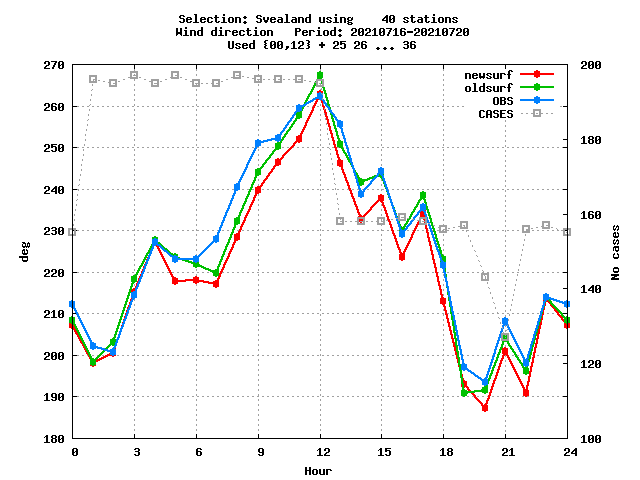 Selection: Svealand using    40 stations
Wind direction   Period: 20210716-20210720
Used {00,12} + 25 26 ... 36
newsurf
oldsurf
OBS
CASES
270
260
250
240
230
220
210
200
190
180
deg
200
180
160
140
120
100
No cases
0 3 6 9 12 15 18 21 24
Hour